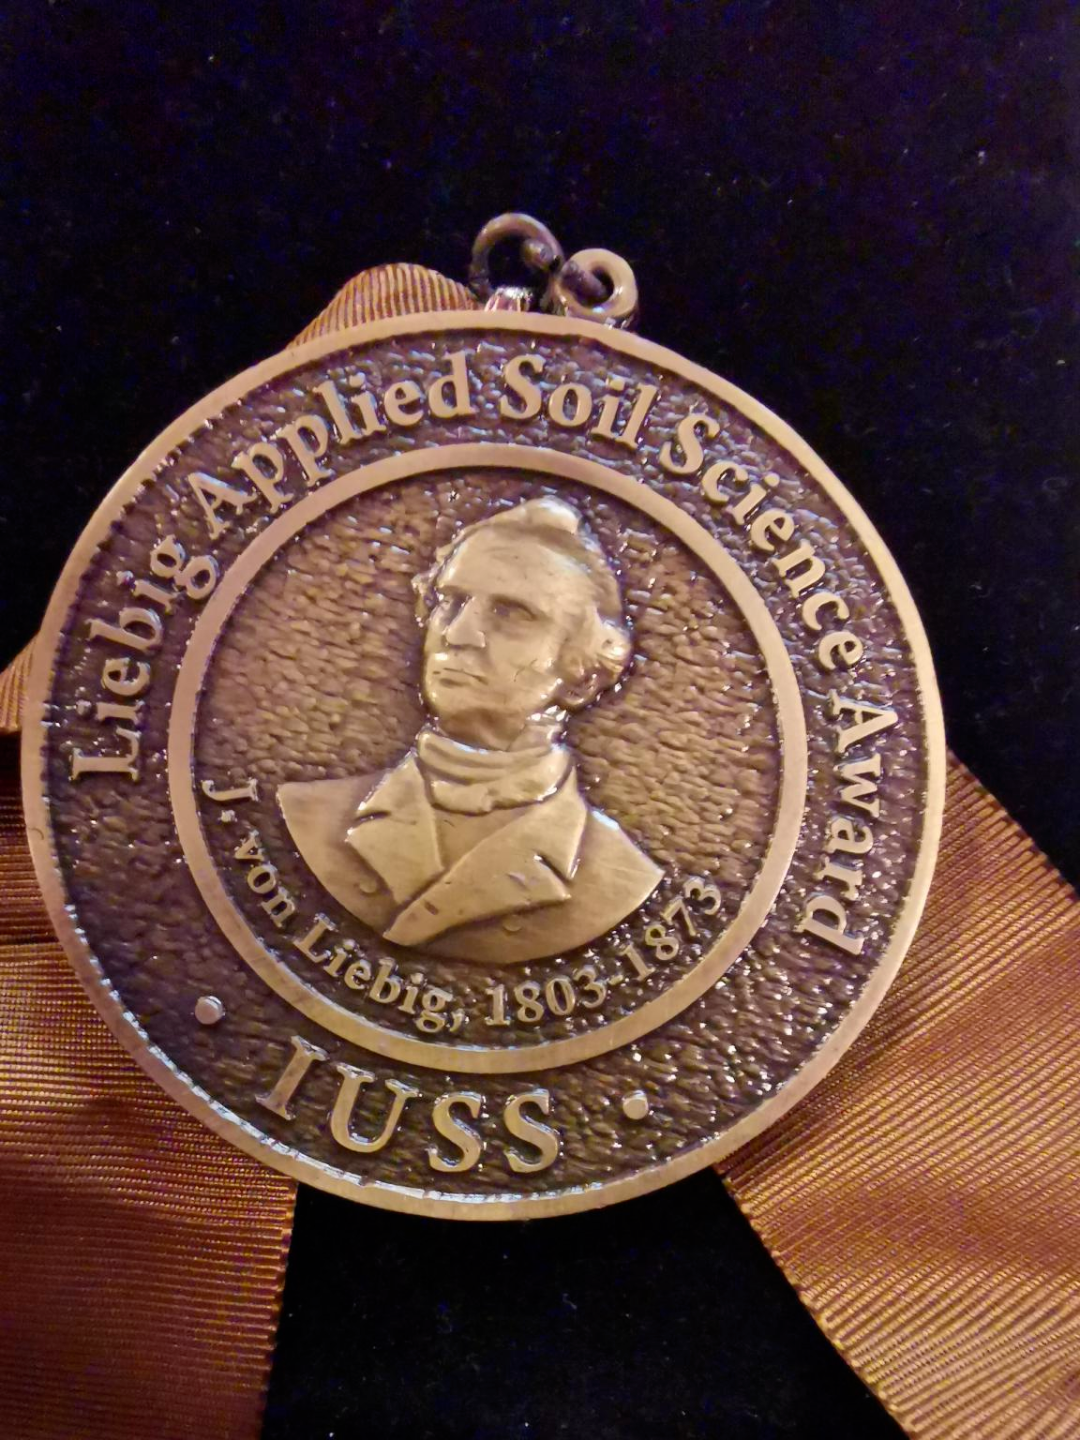 Liebig Applied Soil Science Award
J. von Liebig, 1803-1873
• IUSS •